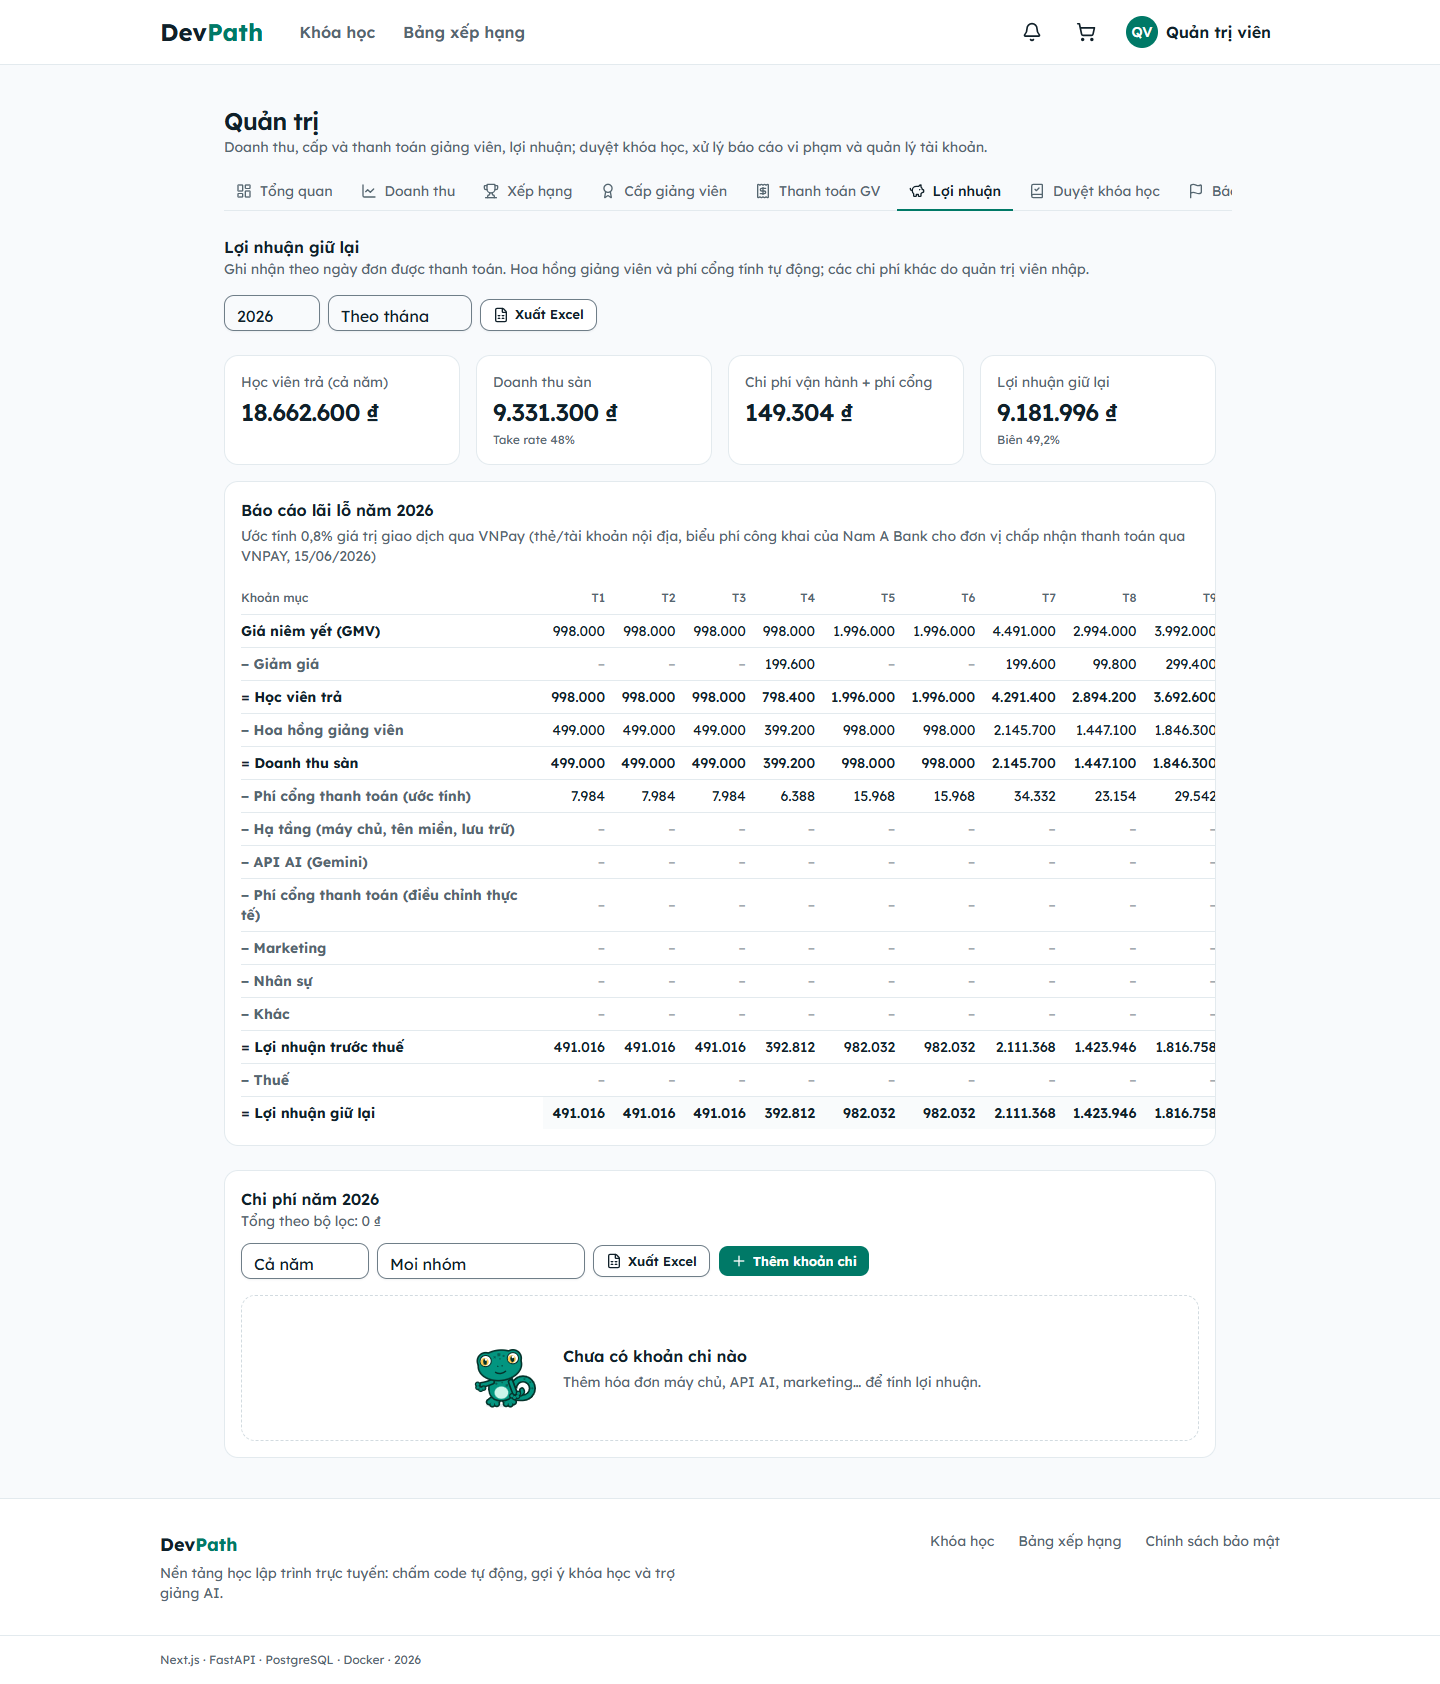 DevPath Khóa học Bảng xếp hạng QV Quản trị viên
Quản trị
Doanh thu, cấp và thanh toán giảng viên, lợi nhuận; duyệt khóa học, xử lý báo cáo vi phạm và quản lý tài khoản.
Tổng quan Doanh thu Xếp hạng Cấp giảng viên Thanh toán GV Lợi nhuận Duyệt khóa học
Lợi nhuận giữ lại
Ghi nhận theo ngày đơn được thanh toán. Hoa hồng giảng viên và phí cổng tính tự động; các chi phí khác do quản trị viên nhập.
2026 Theo tháng Xuất Excel
Học viên trả (cả năm) Doanh thu sàn Chi phí vận hành + phí cổng Lợi nhuận giữ lại
18.662.600 ₫ 9.331.300 ₫ 149.304 ₫ 9.181.996 ₫
Take rate 48% Biên 49,2%
Báo cáo lãi lỗ năm 2026
Ước tính 0,8% giá trị giao dịch qua VNPay (thẻ/tài khoản nội địa, biểu phí công khai của Nam A Bank cho đơn vị chấp nhận thanh toán qua
VNPAY, 15/06/2026)
Khoản mục T1 T2 T3 T4 T5 T6 T7 T8 T9
Giá niêm yết (GMV) 998.000 998.000 998.000 998.000 1.996.000 1.996.000 4.491.000 2.994.000 3.992.000
− Giảm giá – – – 199.600 – – 199.600 99.800 299.400
= Học viên trả 998.000 998.000 998.000 798.400 1.996.000 1.996.000 4.291.400 2.894.200 3.692.600
− Hoa hồng giảng viên 499.000 499.000 499.000 399.200 998.000 998.000 2.145.700 1.447.100 1.846.300
= Doanh thu sàn 499.000 499.000 499.000 399.200 998.000 998.000 2.145.700 1.447.100 1.846.300
− Phí cổng thanh toán (ước tính) 7.984 7.984 7.984 6.388 15.968 15.968 34.332 23.154 29.542
− Hạ tầng (máy chủ, tên miền, lưu trữ) – – – – – – – – –
− API AI (Gemini) – – – – – – – – –
− Phí cổng thanh toán (điều chỉnh thực
tế) – – – – – – – – –
− Marketing – – – – – – – – –
− Nhân sự – – – – – – – – –
− Khác – – – – – – – – –
= Lợi nhuận trước thuế 491.016 491.016 491.016 392.812 982.032 982.032 2.111.368 1.423.946 1.816.758
− Thuế – – – – – – – – –
= Lợi nhuận giữ lại 491.016 491.016 491.016 392.812 982.032 982.032 2.111.368 1.423.946 1.816.758
Chi phí năm 2026
Tổng theo bộ lọc: 0 ₫
Cả năm Mọi nhóm Xuất Excel + Thêm khoản chi
Chưa có khoản chi nào
Thêm hóa đơn máy chủ, API AI, marketing… để tính lợi nhuận.
DevPath Khóa học Bảng xếp hạng Chính sách bảo mật
Nền tảng học lập trình trực tuyến: chấm code tự động, gợi ý khóa học và trợ
giảng AI.
Next.js · FastAPI · PostgreSQL · Docker · 2026